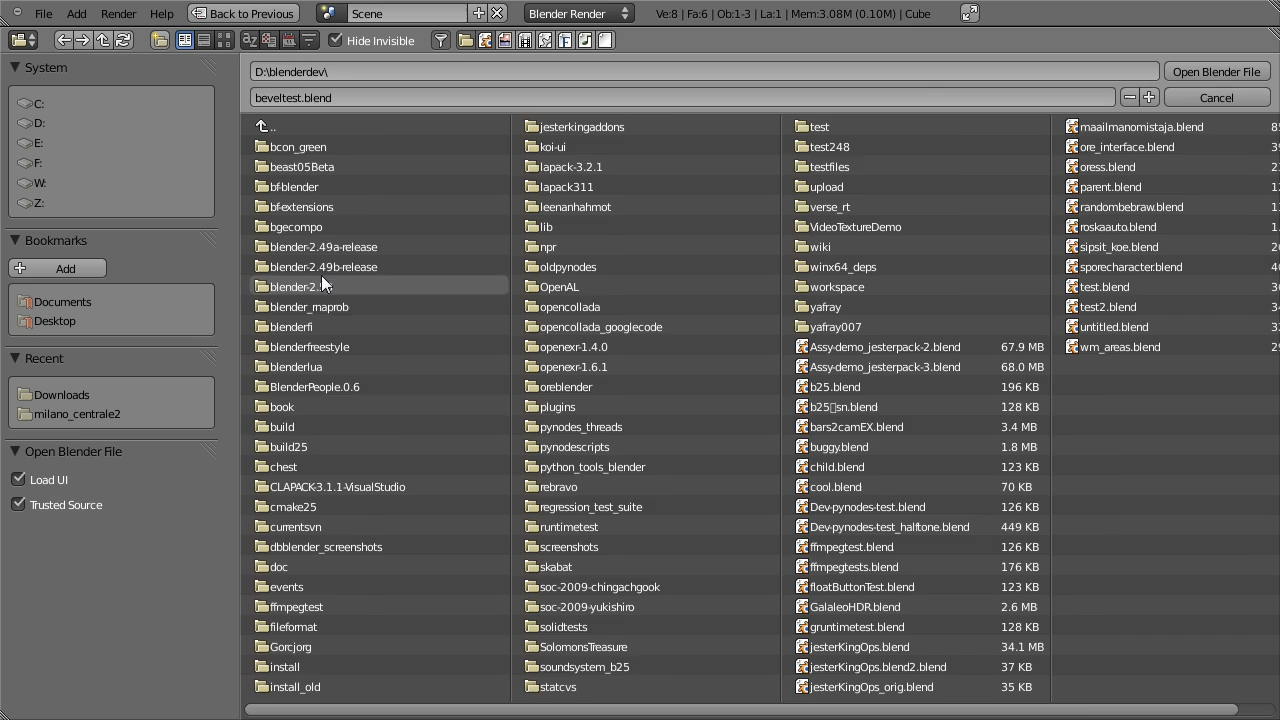 File Add Render Help Back to Previous Scene Blender Render Ve:8 | Fa:6 | Ob:1-3 | La:1 | Mem:3.08M (0.10M) | Cube
Hide Invisible
System
C:
D:
E:
F:
W:
Z:
Bookmarks
Add
Documents
Desktop
Recent
Downloads
milano_centrale2
Open Blender File
Load UI
Trusted Source
D:\blenderdev\
Open Blender File
beveltest.blend
Cancel
..
bcon_green
beast05Beta
bf-blender
bf-extensions
bgecompo
blender-2.49a-release
blender-2.49b-release
blender-2.
blender_rnaprob
blenderfi
blenderfreestyle
blenderlua
BlenderPeople.0.6
book
build
build25
chest
CLAPACK-3.1.1-VisualStudio
cmake25
currentsvn
dbblender_screenshots
doc
events
ffmpegtest
fileformat
Gorcjorg
install
install_old
jesterkingaddons
koi-ui
lapack-3.2.1
lapack311
leenanhahmot
lib
npr
oldpynodes
OpenAL
opencollada
opencollada_googlecode
openexr-1.4.0
openexr-1.6.1
oreblender
plugins
pynodes_threads
pynodescripts
python_tools_blender
rebravo
regression_test_suite
runtimetest
screenshots
skabat
soc-2009-chingachgook
soc-2009-yukishiro
solidtests
SolomonsTreasure
soundsystem_b25
statcvs
test
test248
testfiles
upload
verse_rt
VideoTextureDemo
wiki
winx64_deps
workspace
yafray
yafray007
Assy-demo_jesterpack-2.blend 67.9 MB
Assy-demo_jesterpack-3.blend 68.0 MB
b25.blend 196 KB
b25▯sn.blend 128 KB
bars2camEX.blend 3.4 MB
buggy.blend 1.8 MB
child.blend 123 KB
cool.blend 70 KB
Dev-pynodes-test.blend 126 KB
Dev-pynodes-test_halftone.blend 449 KB
ffmpegtest.blend 126 KB
ffmpegtests.blend 176 KB
floatButtonTest.blend 123 KB
GalaleoHDR.blend 2.6 MB
gruntimetest.blend 128 KB
jesterKingOps.blend 34.1 MB
jesterKingOps.blend2.blend 37 KB
jesterKingOps_orig.blend 35 KB
maailmanomistaja.blend
ore_interface.blend
oress.blend
parent.blend
randombebraw.blend
roskaauto.blend
sipsit_koe.blend
sporecharacter.blend
test.blend
test2.blend
untitled.blend
wm_areas.blend